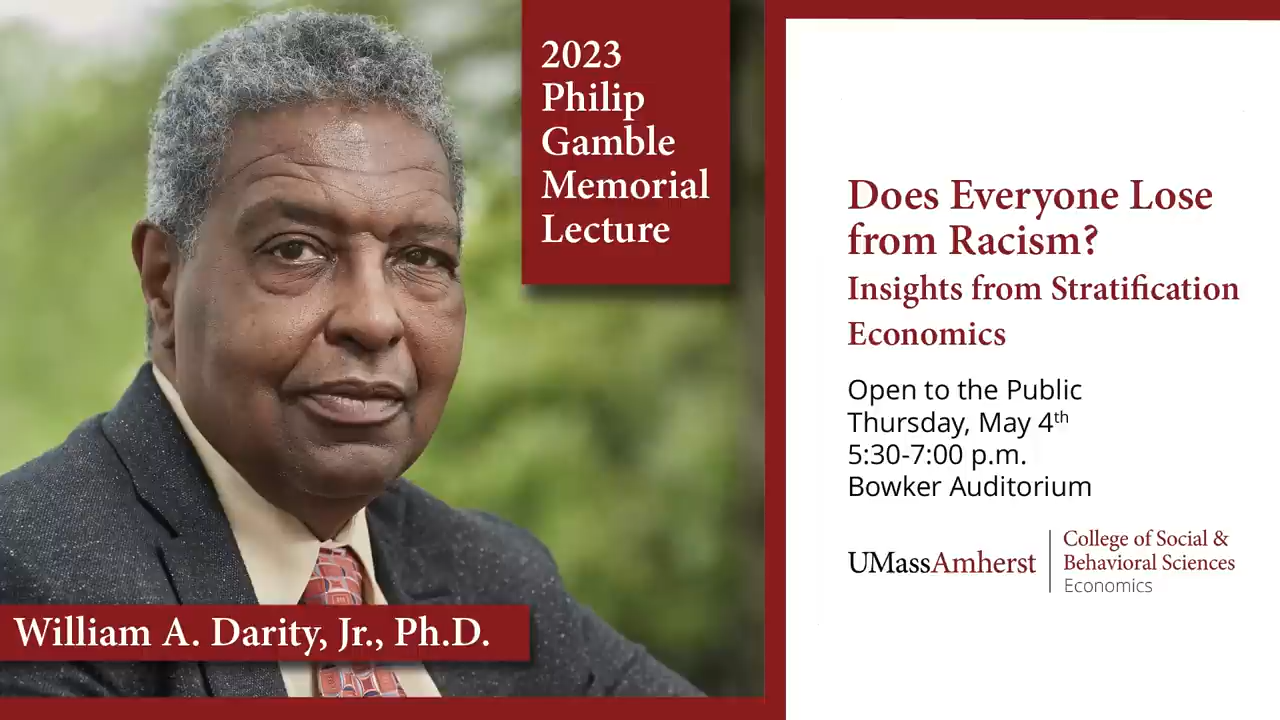 2023
Philip
Gamble
Memorial
Lecture
William A. Darity, Jr., Ph.D.
Does Everyone Lose
from Racism?
Insights from Stratification
Economics
Open to the Public
Thursday, May 4th
5:30-7:00 p.m.
Bowker Auditorium
UMassAmherst
College of Social &
Behavioral Sciences
Economics